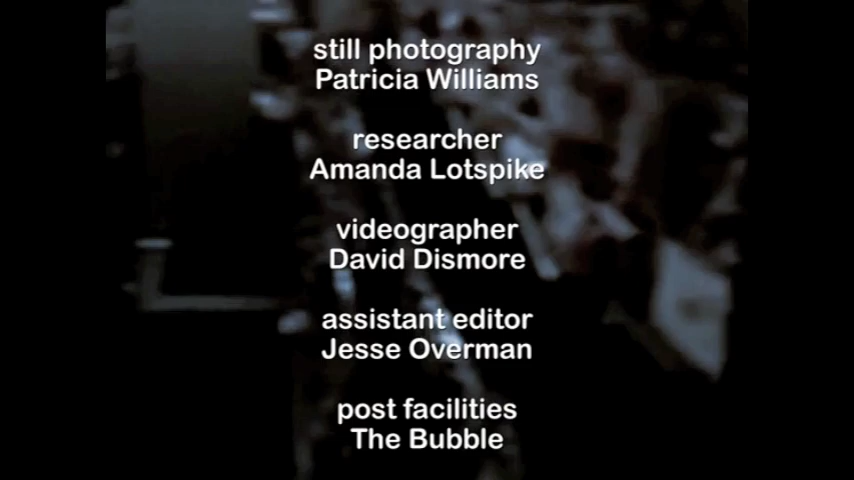 still photography
Patricia Williams
researcher
Amanda Lotspike
videographer
David Dismore
assistant editor
Jesse Overman
post facilities
The Bubble